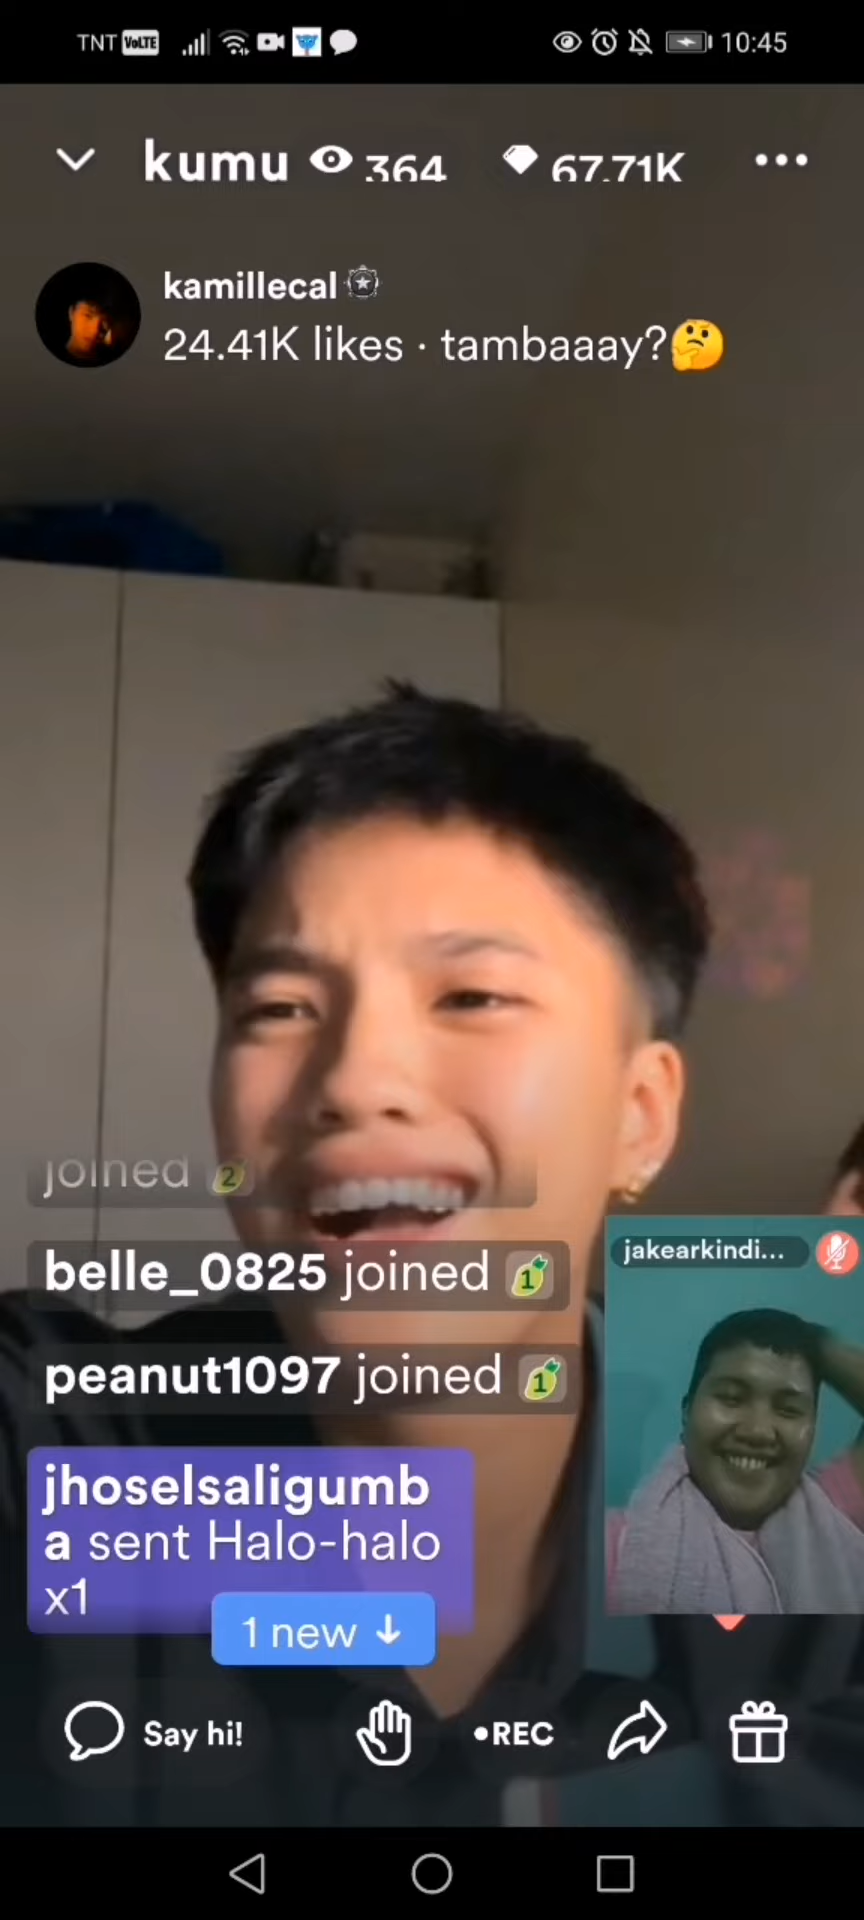 TNT VoLTE 10:45
kumu 364 67.71K
kamillecal
24.41K likes · tambaaay?🤔
joined 2
belle_0825 joined 1
peanut1097 joined 1
jakearkindi...
jhoselsaligumb
a sent Halo-halo
x1
1 new ↓
Say hi! •REC